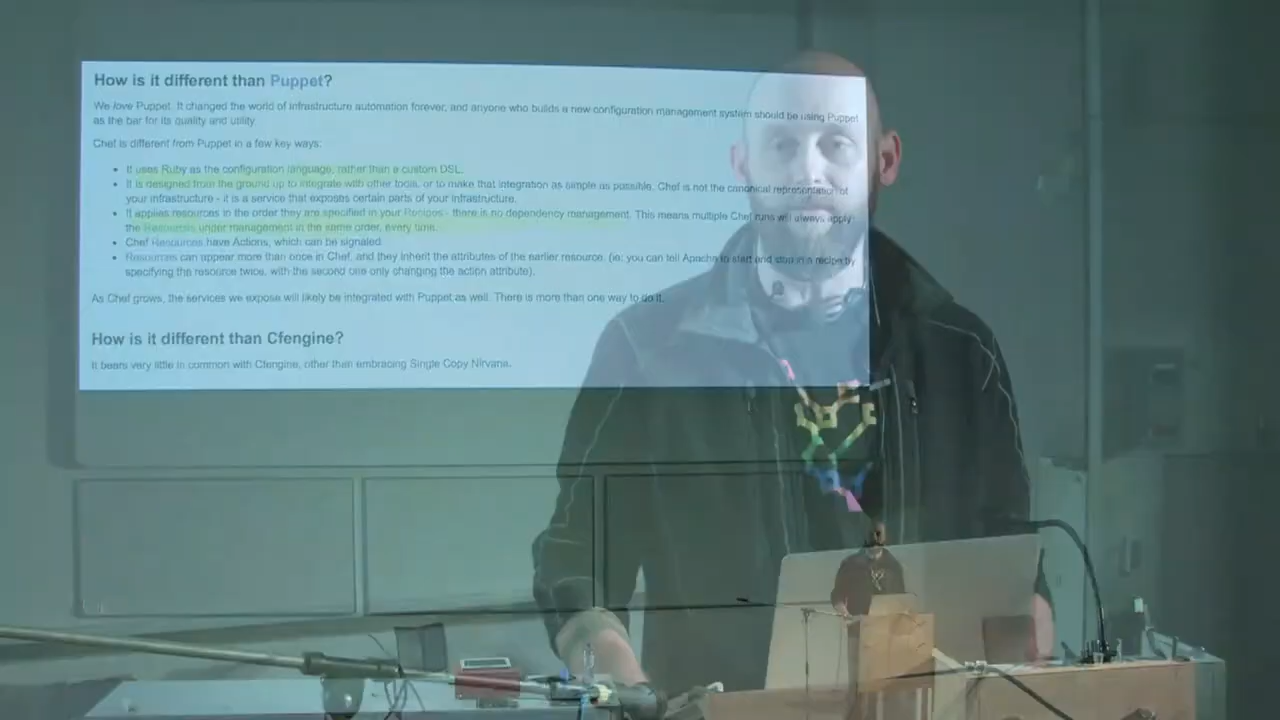 How is it different than Puppet?
We love Puppet. It changed the world of infrastructure automation forever, and anyone who builds a new configuration management system should be using Puppet
as the bar for its quality and utility.
Chef is different from Puppet in a few key ways:
• It uses Ruby as the configuration language, rather than a custom DSL.
• It is designed from the ground up to integrate with other tools, or to make that integration as simple as possible. Chef is not the canonical representation of
your infrastructure - it is a service that exposes certain parts of your infrastructure.
• It applies resources in the order they are specified in your Recipes - there is no dependency management. This means multiple Chef runs will always apply
the Resources under management in the same order, every time.
• Chef Resources have Actions, which can be signaled
• Resources can appear more than once in Chef, and they inherit the attributes of the earlier resource. (ie: you can tell Apache to start and stop in a recipe by
specifying the resource twice, with the second one only changing the action attribute).
As Chef grows, the services we expose will likely be integrated with Puppet as well. There is more than one way to do it.
How is it different than Cfengine?
It bears very little in common with Cfengine, other than embracing Single Copy Nirvana.